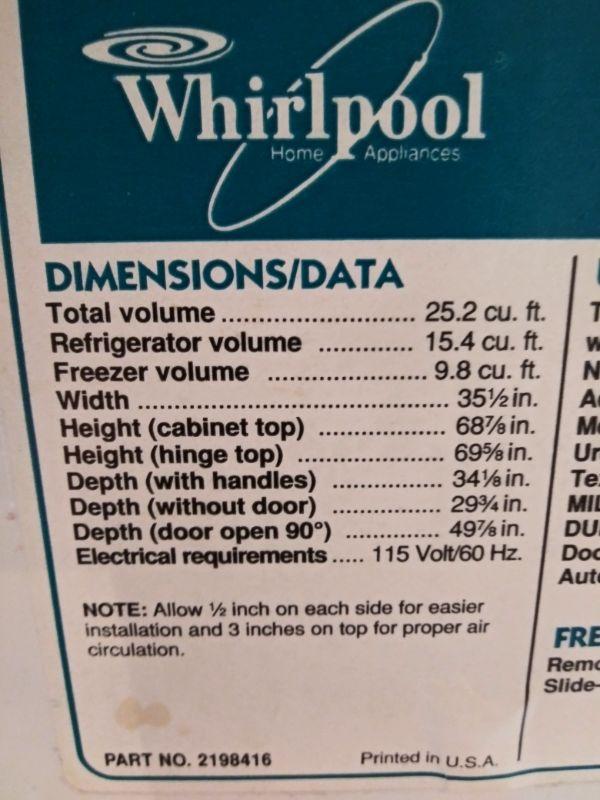 Whirlpool
Home Appliances
DIMENSIONS/DATA
Total volume .......................... 25.2 cu. ft.
Refrigerator volume ............. 15.4 cu. ft.
Freezer volume ..................... 9.8 cu. ft.
Width ...................................... 35½ in.
Height (cabinet top) ................. 68⅞ in.
Height (hinge top) .................... 69⅝ in.
Depth (with handles) ............... 34⅛ in.
Depth (without door) ................ 29¾ in.
Depth (door open 90°) ............. 49⅞ in.
Electrical requirements ..... 115 Volt/60 Hz.
NOTE: Allow ½ inch on each side for easier
installation and 3 inches on top for proper air
circulation.
PART NO. 2198416 Printed in U.S.A.
FRE
Remo
Slide-